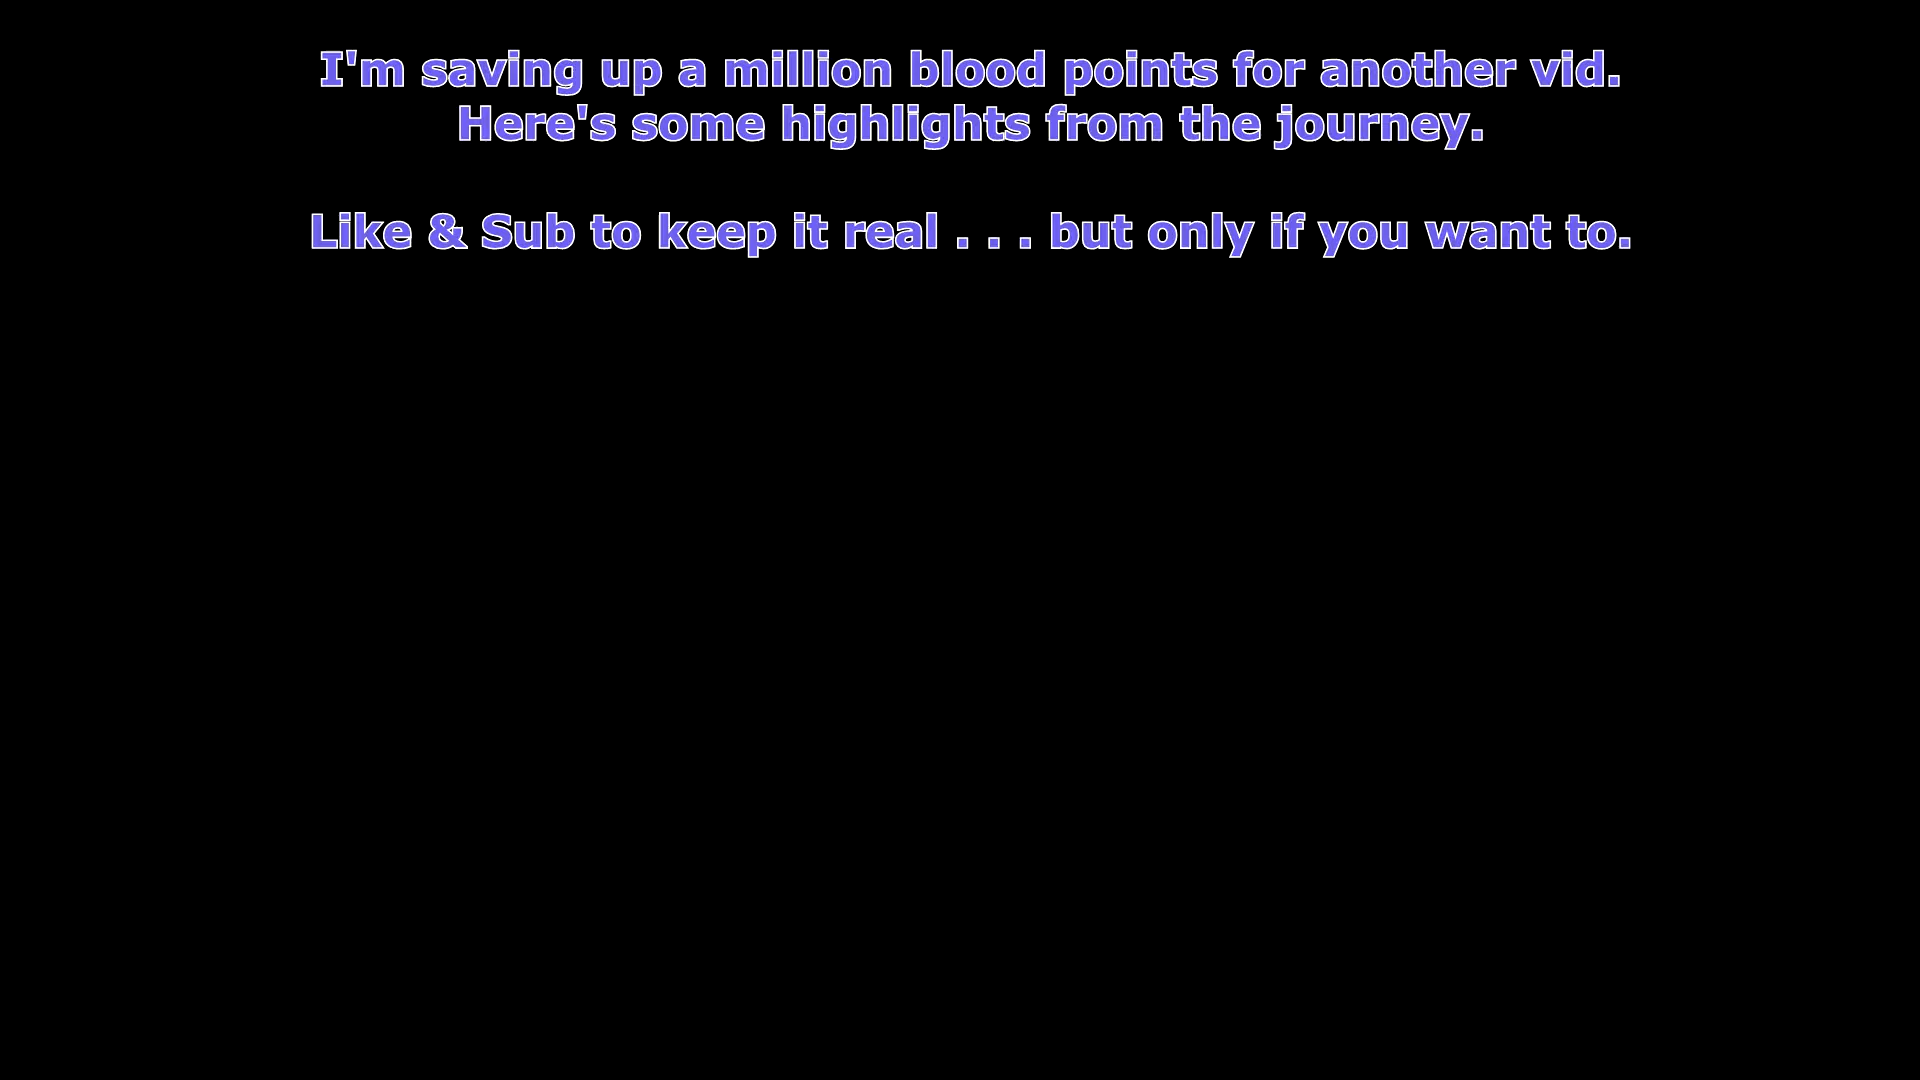 I'm saving up a million blood points for another vid.
Here's some highlights from the journey.
Like & Sub to keep it real . . . but only if you want to.